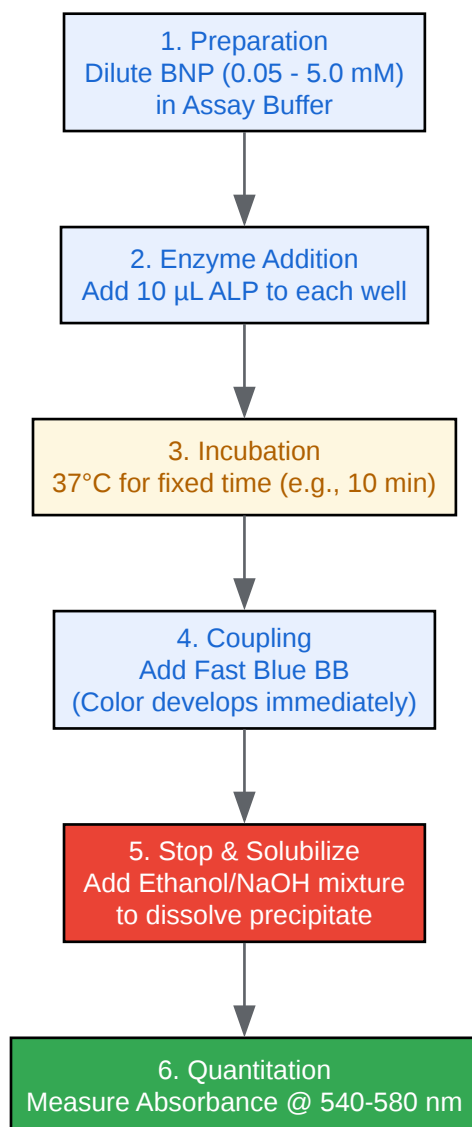 1. Preparation
Dilute BNP (0.05 - 5.0 mM)
in Assay Buffer
2. Enzyme Addition
Add 10 µL ALP to each well
3. Incubation
37°C for fixed time (e.g., 10 min)
4. Coupling
Add Fast Blue BB
(Color develops immediately)
5. Stop & Solubilize
Add Ethanol/NaOH mixture
to dissolve precipitate
6. Quantitation
Measure Absorbance @ 540-580 nm